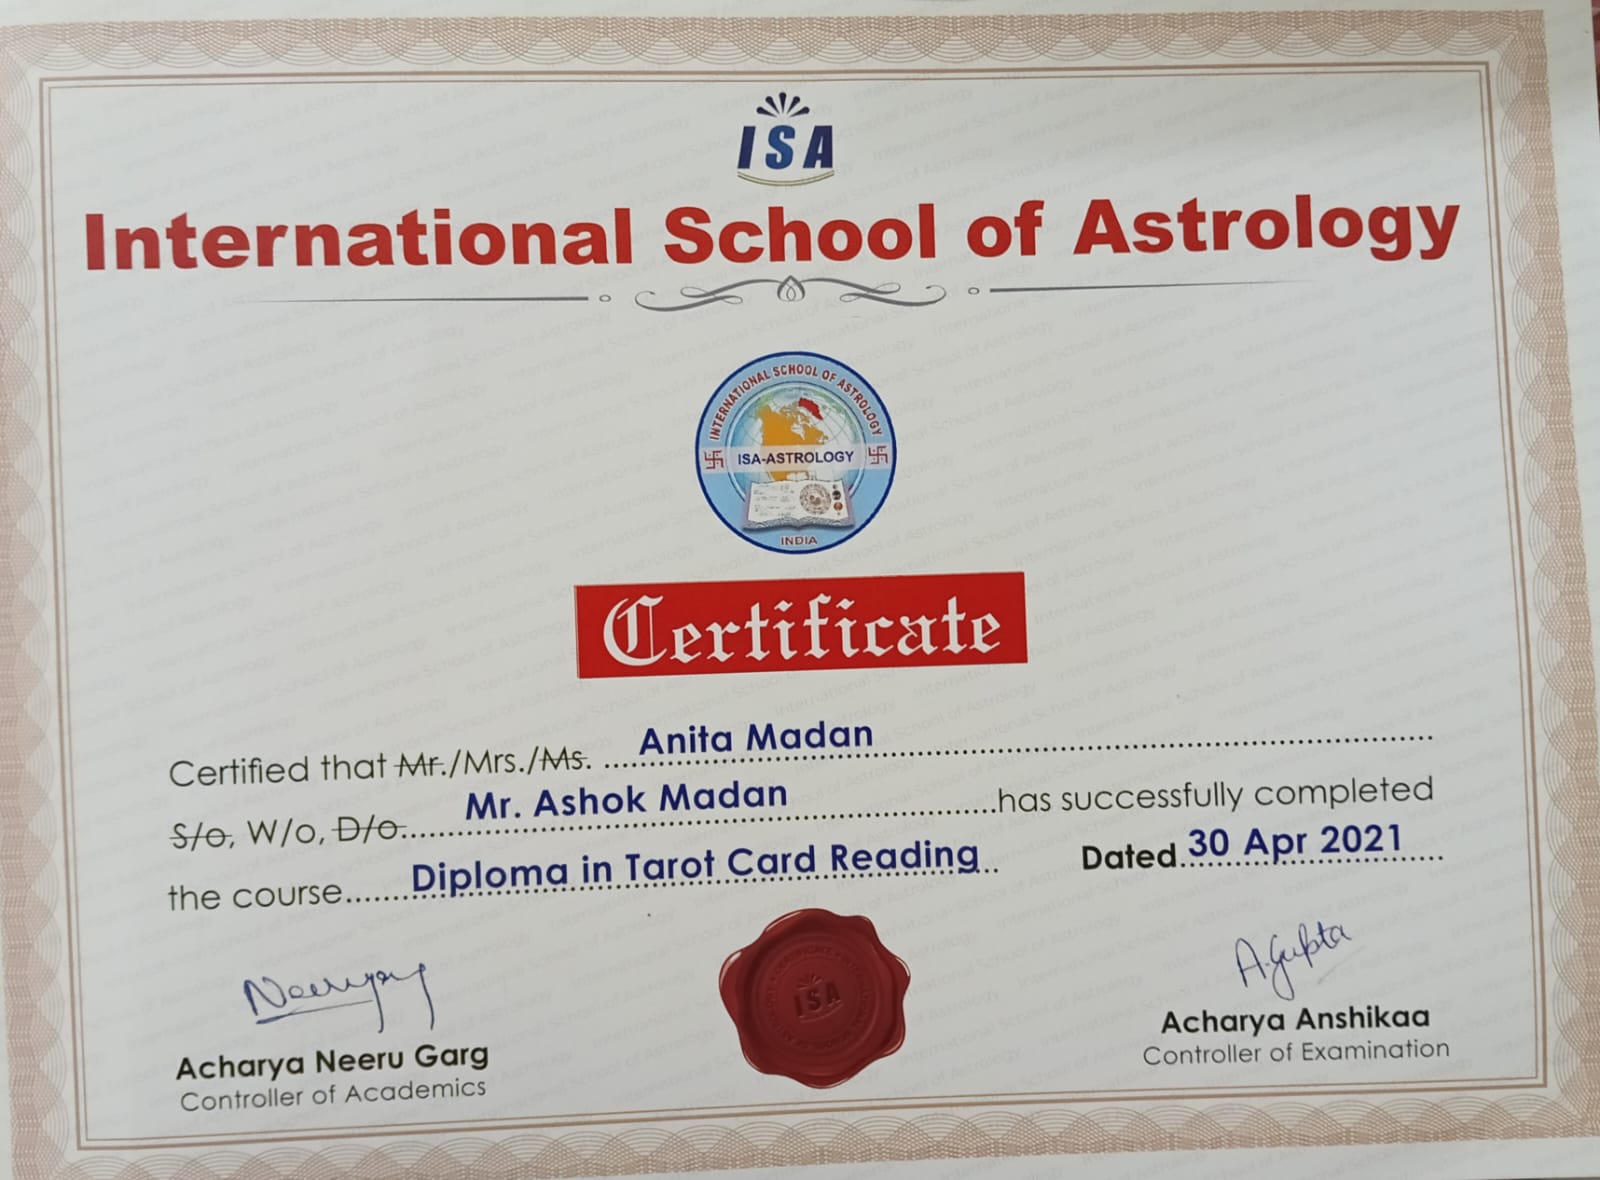 ISA
International School of Astrology
INTERNATIONAL SCHOOL OF ASTROLOGY
ISA-ASTROLOGY
INDIA
Certificate
Certified that Mr./Mrs./Ms. Anita Madan
S/o, W/o, D/o. Mr. Ashok Madan has successfully completed
the course Diploma in Tarot Card Reading Dated 30 Apr 2021
ISA
A.Gupta
Acharya Neeru Garg
Controller of Academics
Acharya Anshikaa
Controller of Examination